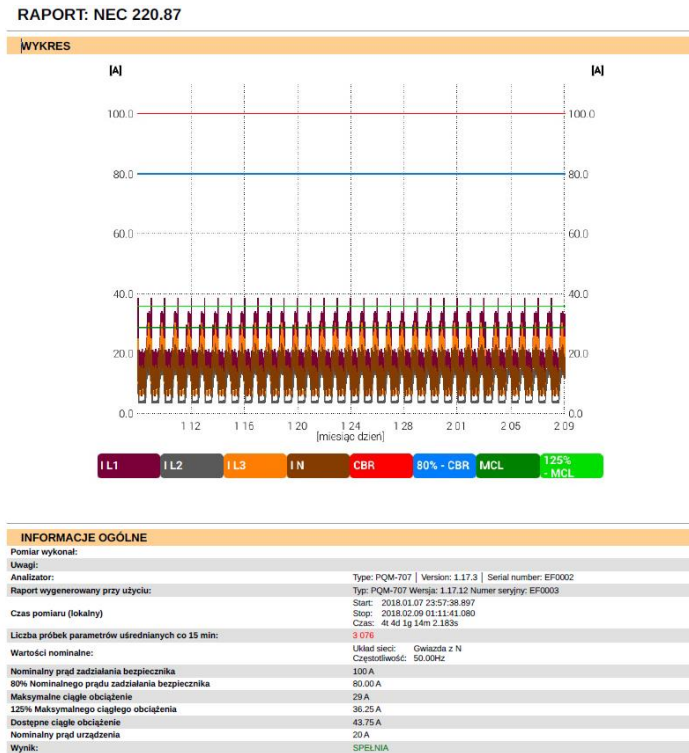 RAPORT: NEC 220.87
WYKRES
[A] [A]
100.0 100.0
80.0 80.0
60.0 60.0
40.0 40.0
20.0 20.0
0.0 0.0
1 12 1 16 1 20 1 24 1 28 2 01 2 05 2 09
[miesiąc dzień]
I L1 I L2 I L3 I N CBR 80% - CBR MCL 125% - MCL
INFORMACJE OGÓLNE
Pomiar wykonał:
Uwagi:
Analizator: Type: PQM-707 | Version: 1.17.3 | Serial number: EF0002
Raport wygenerowany przy użyciu: Typ: PQM-707 Wersja: 1.17.12 Numer seryjny: EF0003
Czas pomiaru (lokalny) Start: 2018.01.07 23:57:38.897
Stop: 2018.02.09 01:11:41.080
Czas: 4t 4d 1g 14m 2.183s
Liczba próbek parametrów uśrednianych co 15 min: 3 076
Wartości nominalne: Układ sieci: Gwiazda z N
Częstotliwość: 50.00Hz
Nominalny prąd zadziałania bezpiecznika 100 A
80% Nominalnego prądu zadziałania bezpiecznika 80.00 A
Maksymalne ciągłe obciążenie 29 A
125% Maksymalnego ciągłego obciążenia 36.25 A
Dostępne ciągłe obciążenie 43.75 A
Nominalny prąd urządzenia 20 A
Wynik: SPEŁNIA